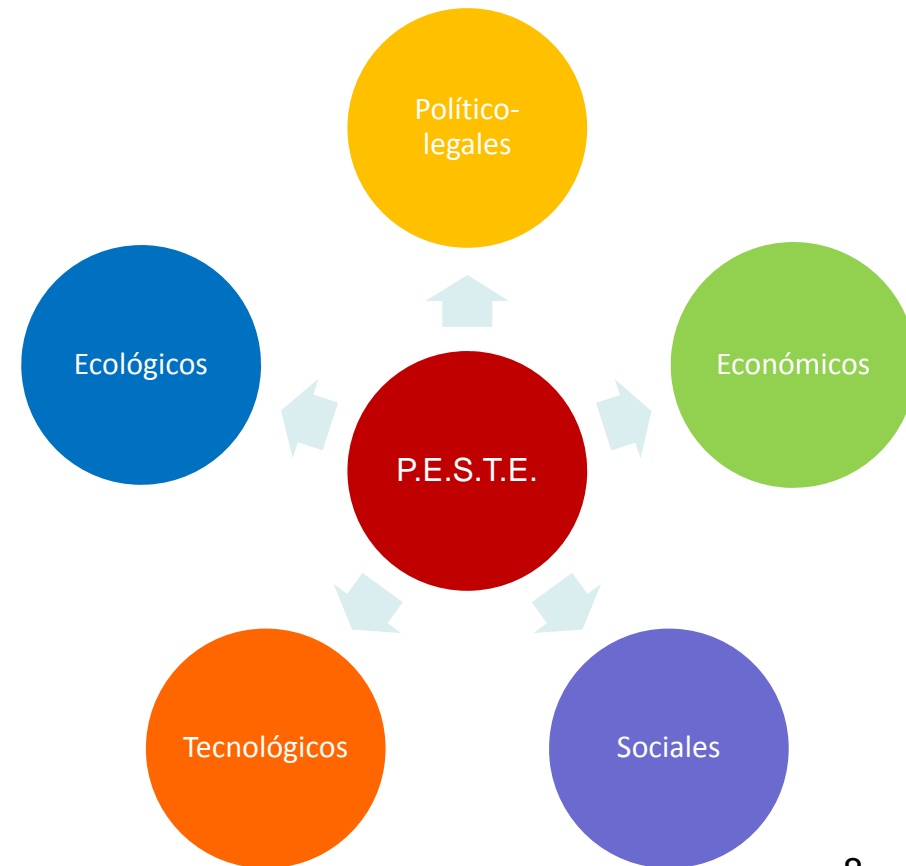 Político-
legales
Ecológicos
Económicos
P.E.S.T.E.
Tecnológicos
Sociales